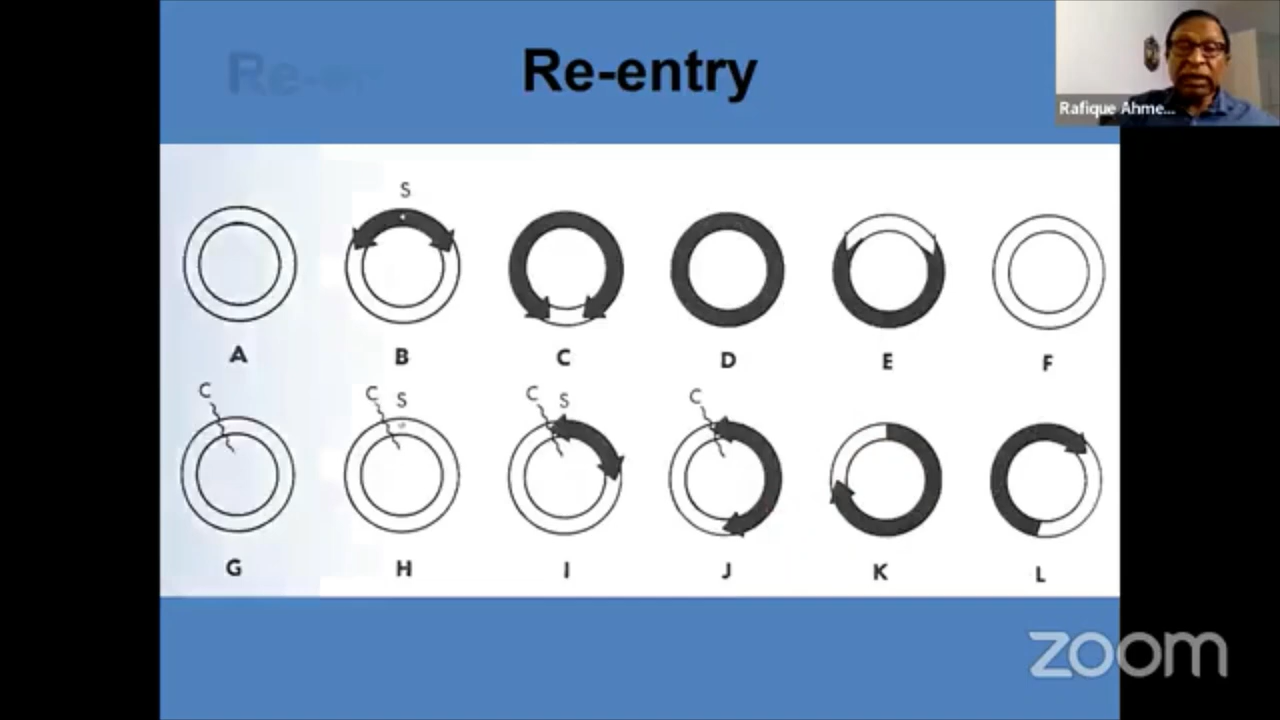 Re-entry
Rafique Ahme...
S
A B C D E F
C C S C S C
G H I J K L
zoom